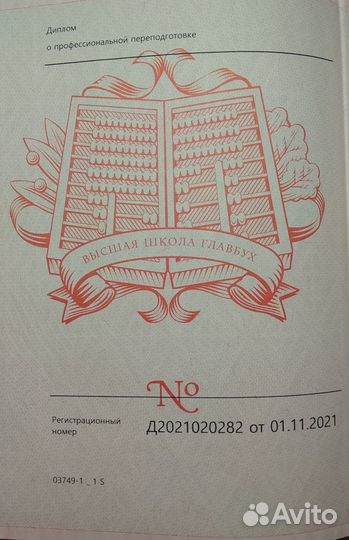 Диплом
о профессиональной переподготовке
ВЫСШАЯ ШКОЛА ГЛАВБУХ
№
Регистрационный
номер
Д2021020282 от 01.11.2021
03749-1 _ 1 S
Avito